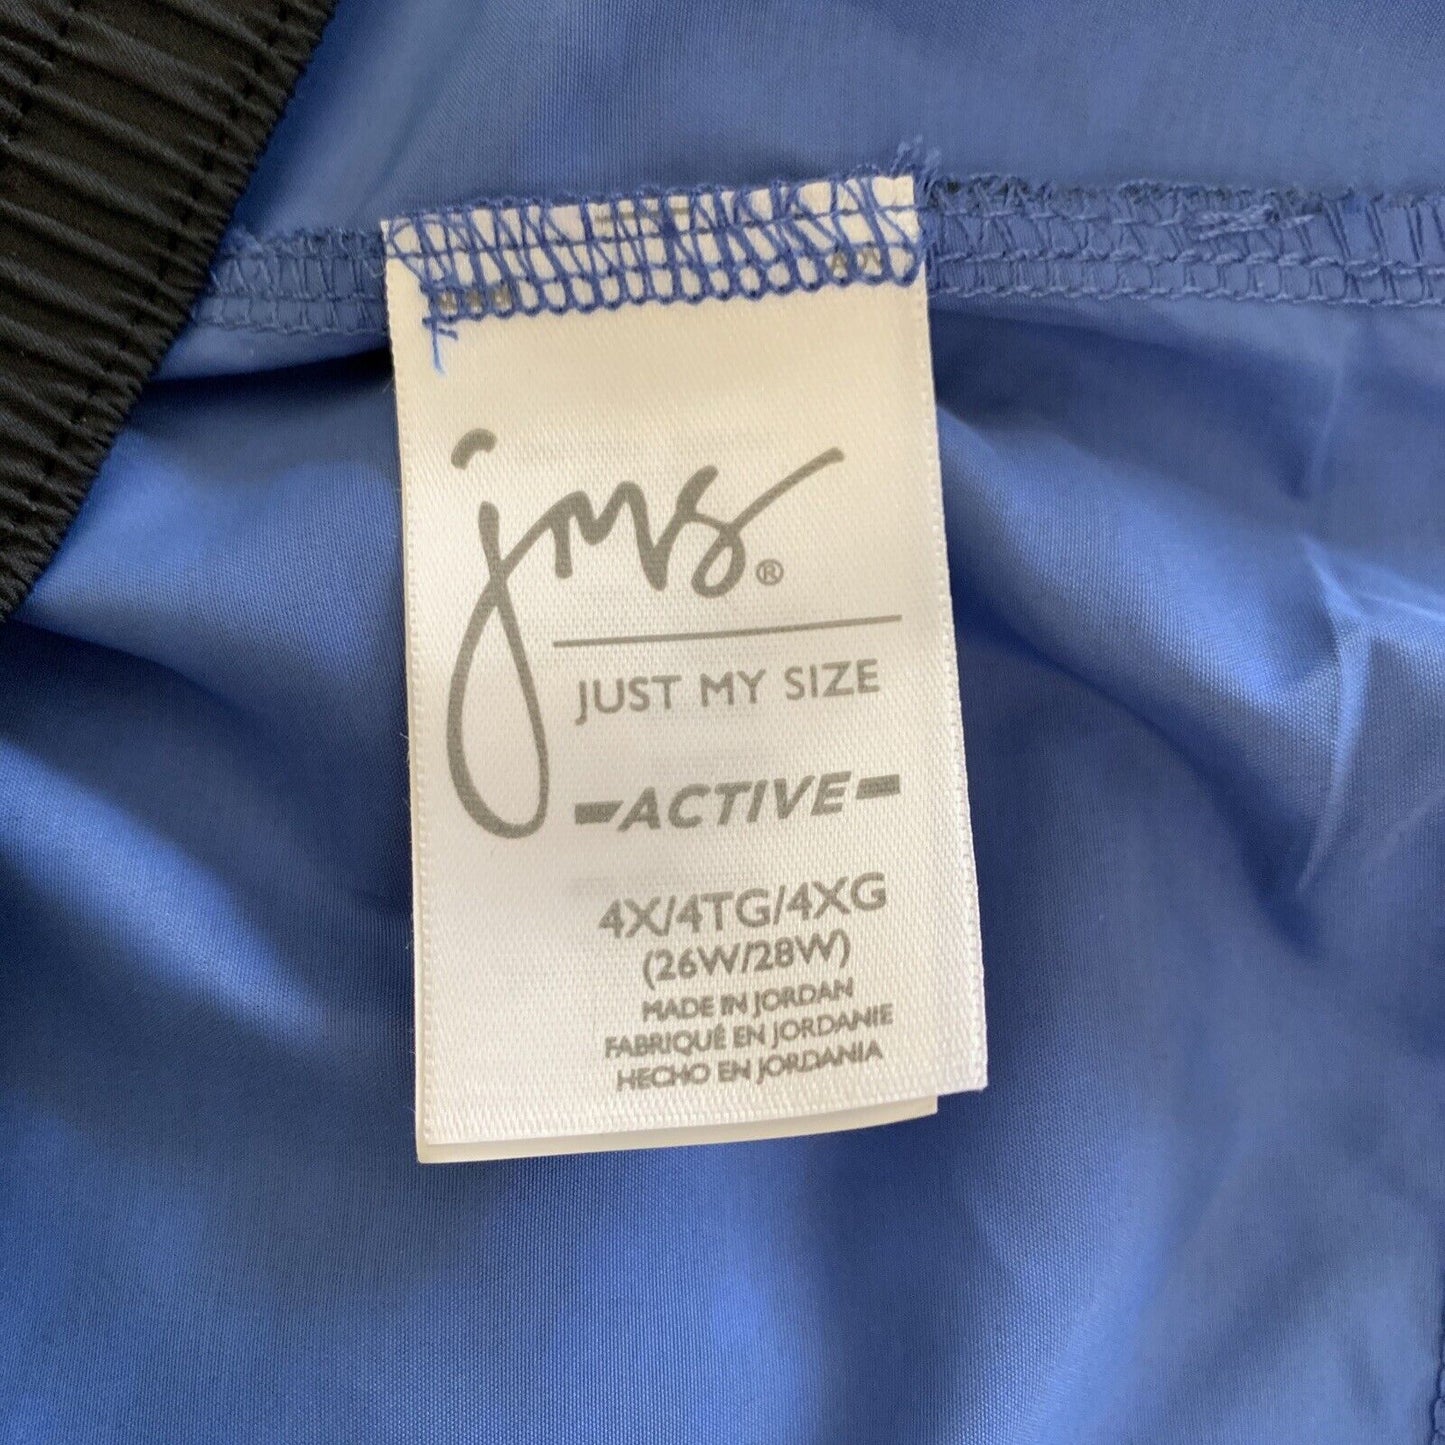 jms®
JUST MY SIZE
ACTIVE
4X/4TG/4XG
(26W/28W)
MADE IN JORDAN
FABRIQUÉ EN JORDANIE
HECHO EN JORDANIA